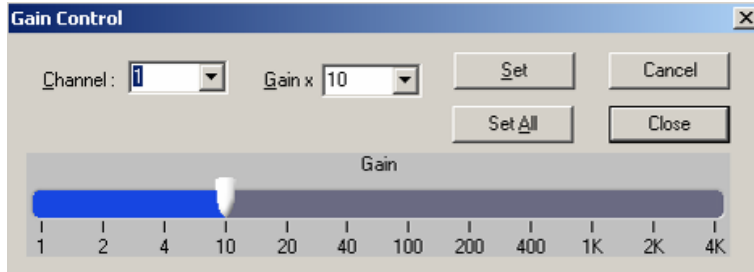 Gain Control
Channel : 1 Gain x 10 Set Cancel
Set All Close
Gain
1 2 4 10 20 40 100 200 400 1K 2K 4K